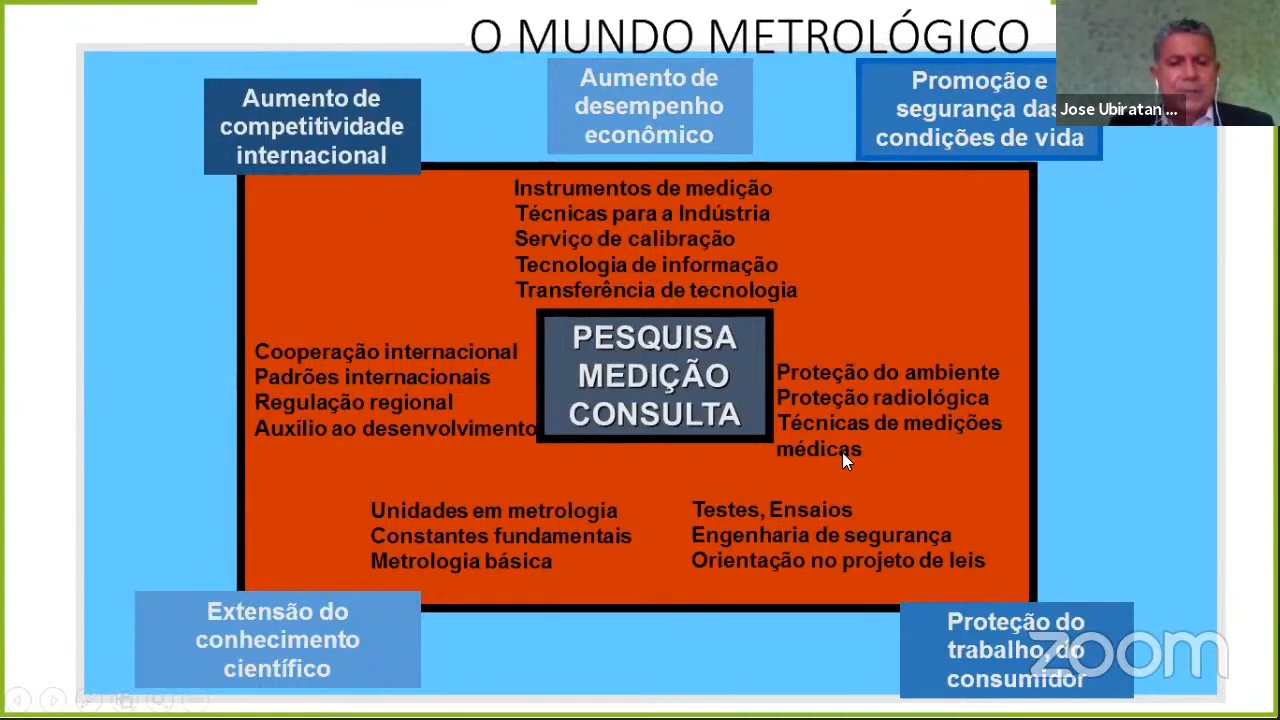 O MUNDO METROLÓGICO
Jose Ubiratan ...
Aumento de
competitividade
internacional
Aumento de
desempenho
econômico
Promoção e
segurança das
condições de vida
Instrumentos de medição
Técnicas para a Indústria
Serviço de calibração
Tecnologia de informação
Transferência de tecnologia
Cooperação internacional
Padrões internacionais
Regulação regional
Auxílio ao desenvolvimento
PESQUISA
MEDIÇÃO
CONSULTA
Proteção do ambiente
Proteção radiológica
Técnicas de medições
médicas
Unidades em metrologia
Constantes fundamentais
Metrologia básica
Testes, Ensaios
Engenharia de segurança
Orientação no projeto de leis
Extensão do
conhecimento
científico
Proteção do
trabalho, do
consumidor
zoom